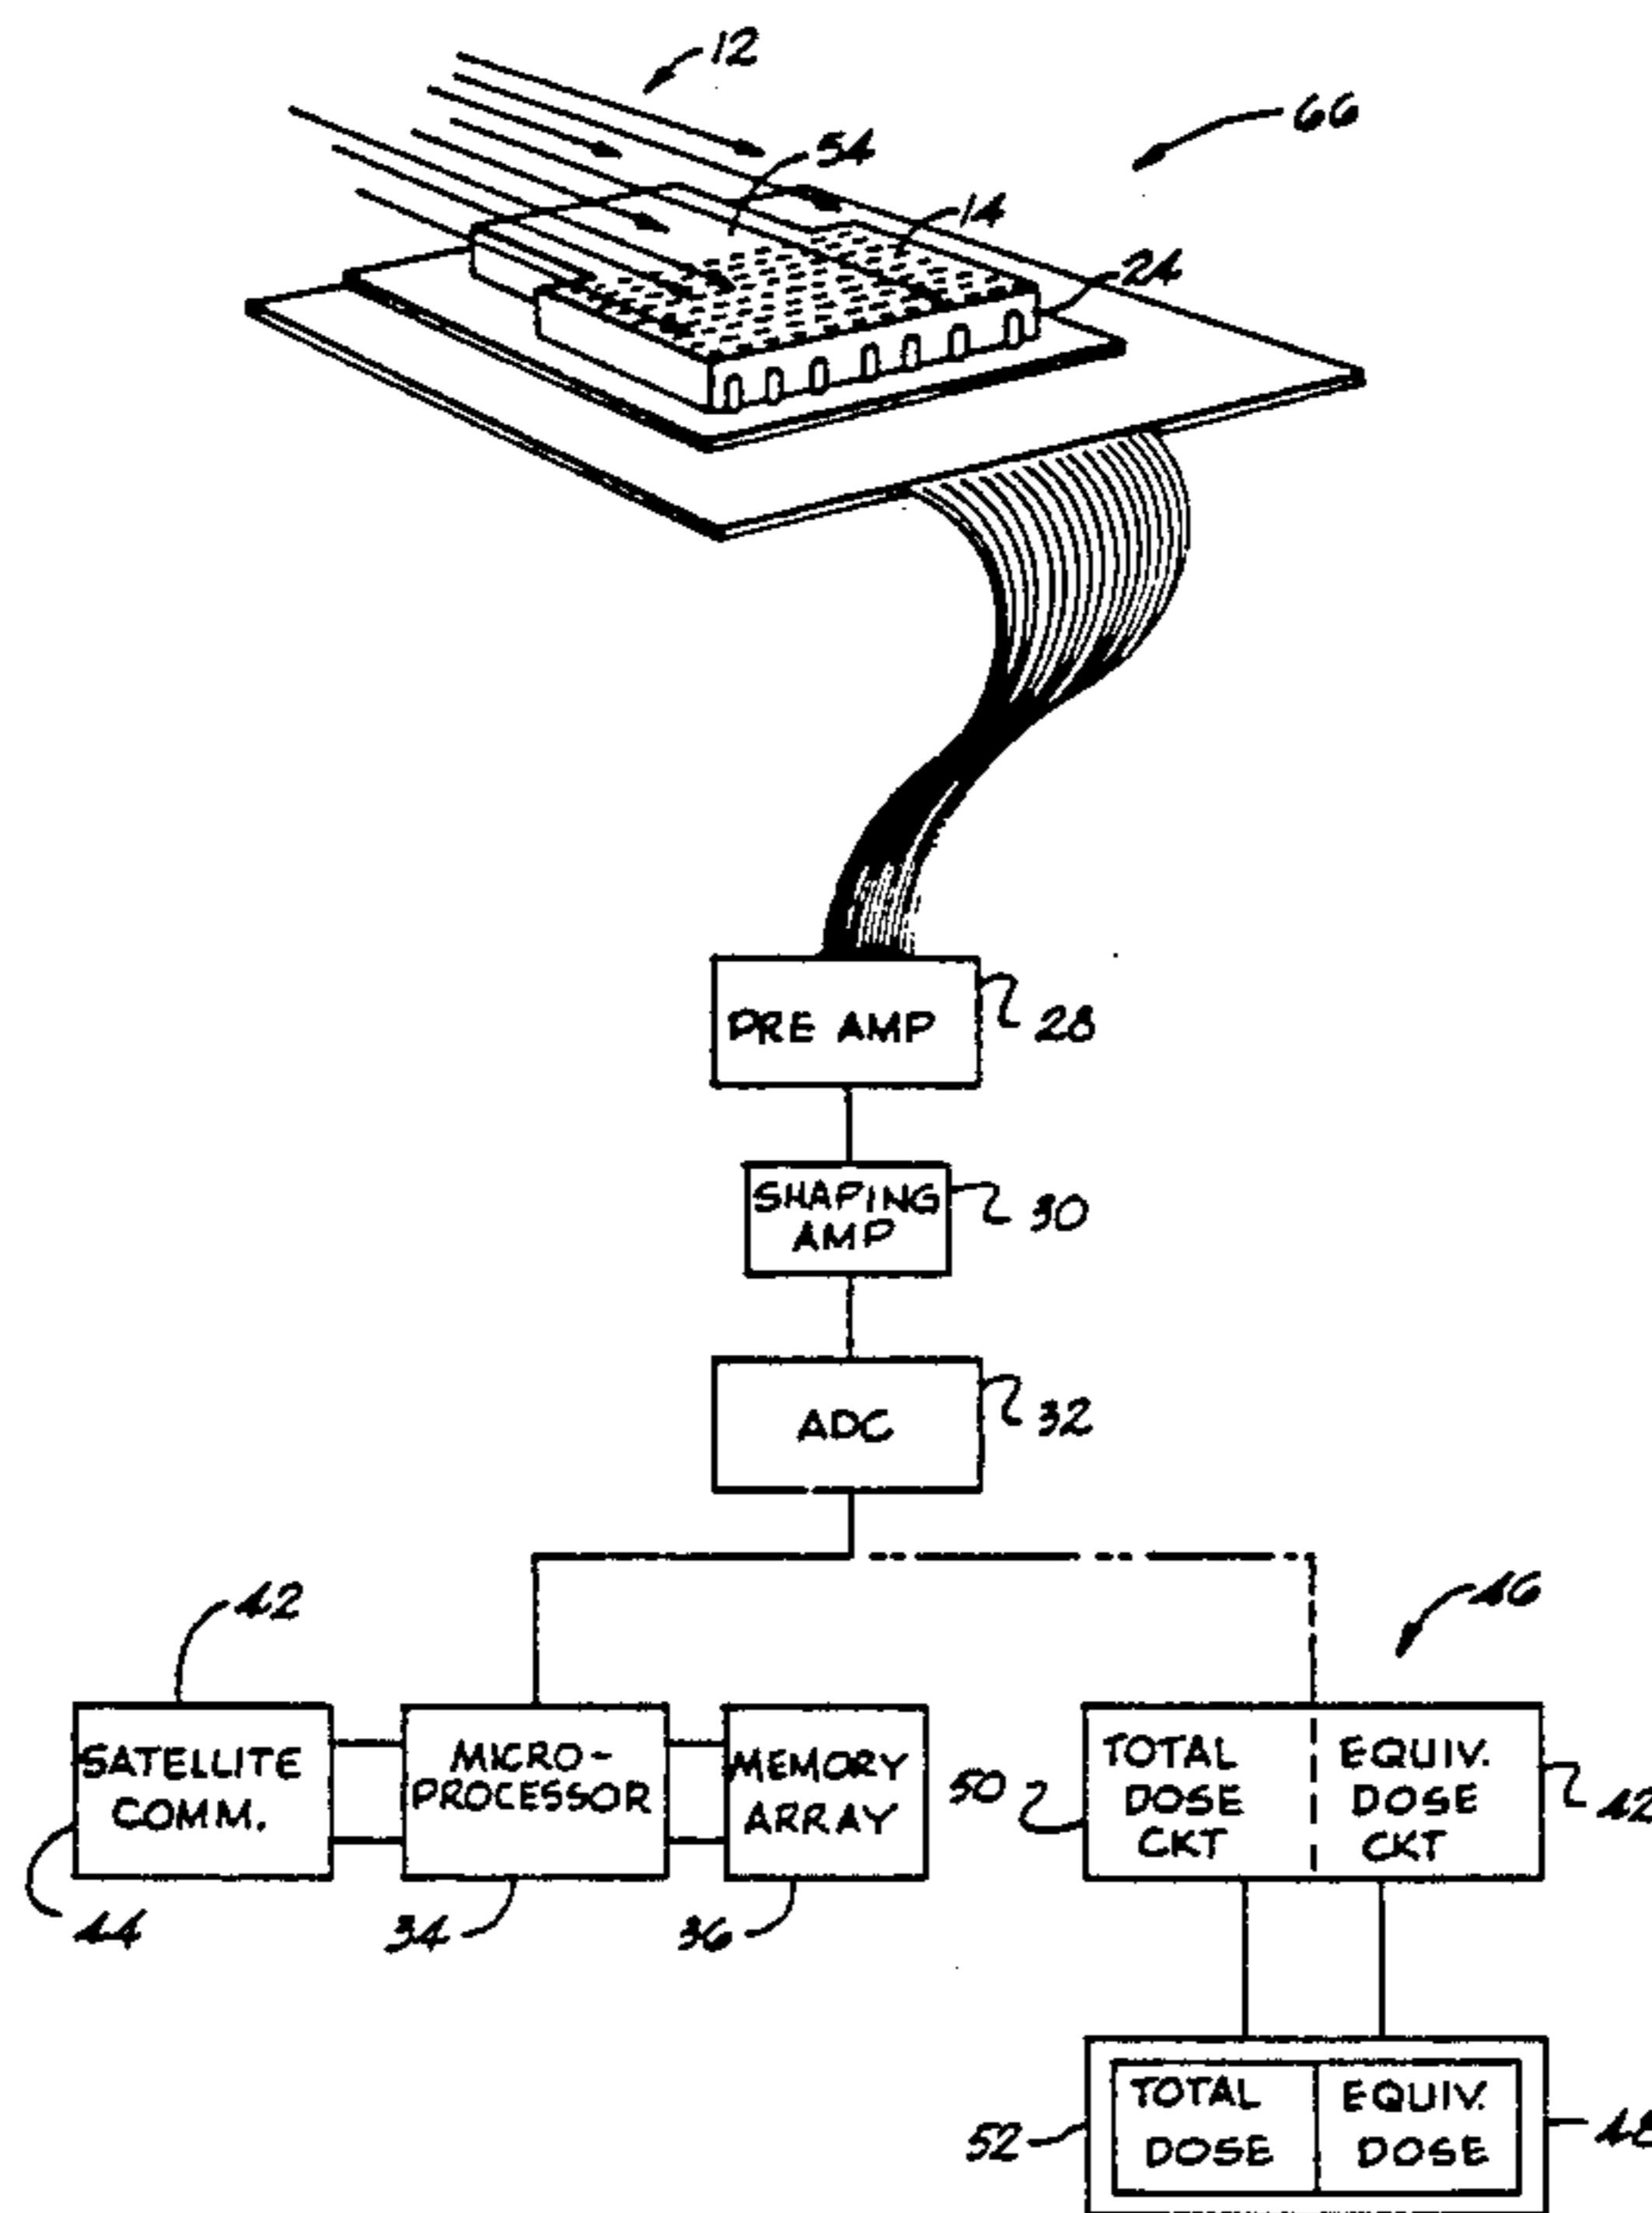 12
66
54
14
24
PRE AMP
28
SHAPING
AMP
30
ADC
32
42
46
SATELLITE
COMM.
MICRO-
PROCESSOR
MEMORY
ARRAY
50
TOTAL
DOSE
CKT
EQUIV.
DOSE
CKT
42
44
34
36
52
TOTAL
DOSE
EQUIV.
DOSE